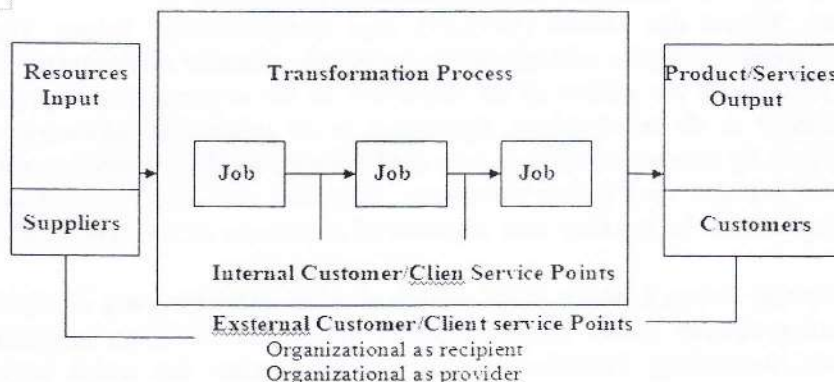 Resources
Input
Suppliers
Transformation Process
Job
Job
Job
Internal Customer/Clien Service Points
Product/Services
Output
Customers
Exsternal Customer/Client service Points
Organizational as recipient
Organizational as provider